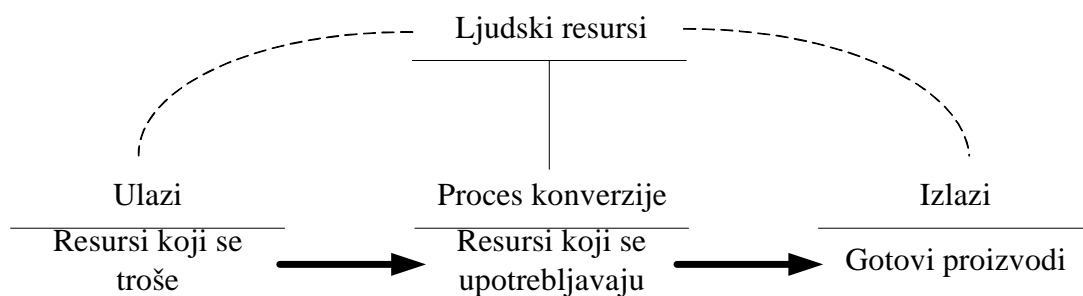 Ljudski resursi
Ulazi
Proces konverzije
Izlazi
Resursi koji se
troše
Resursi koji se
upotrebljavaju
Gotovi proizvodi